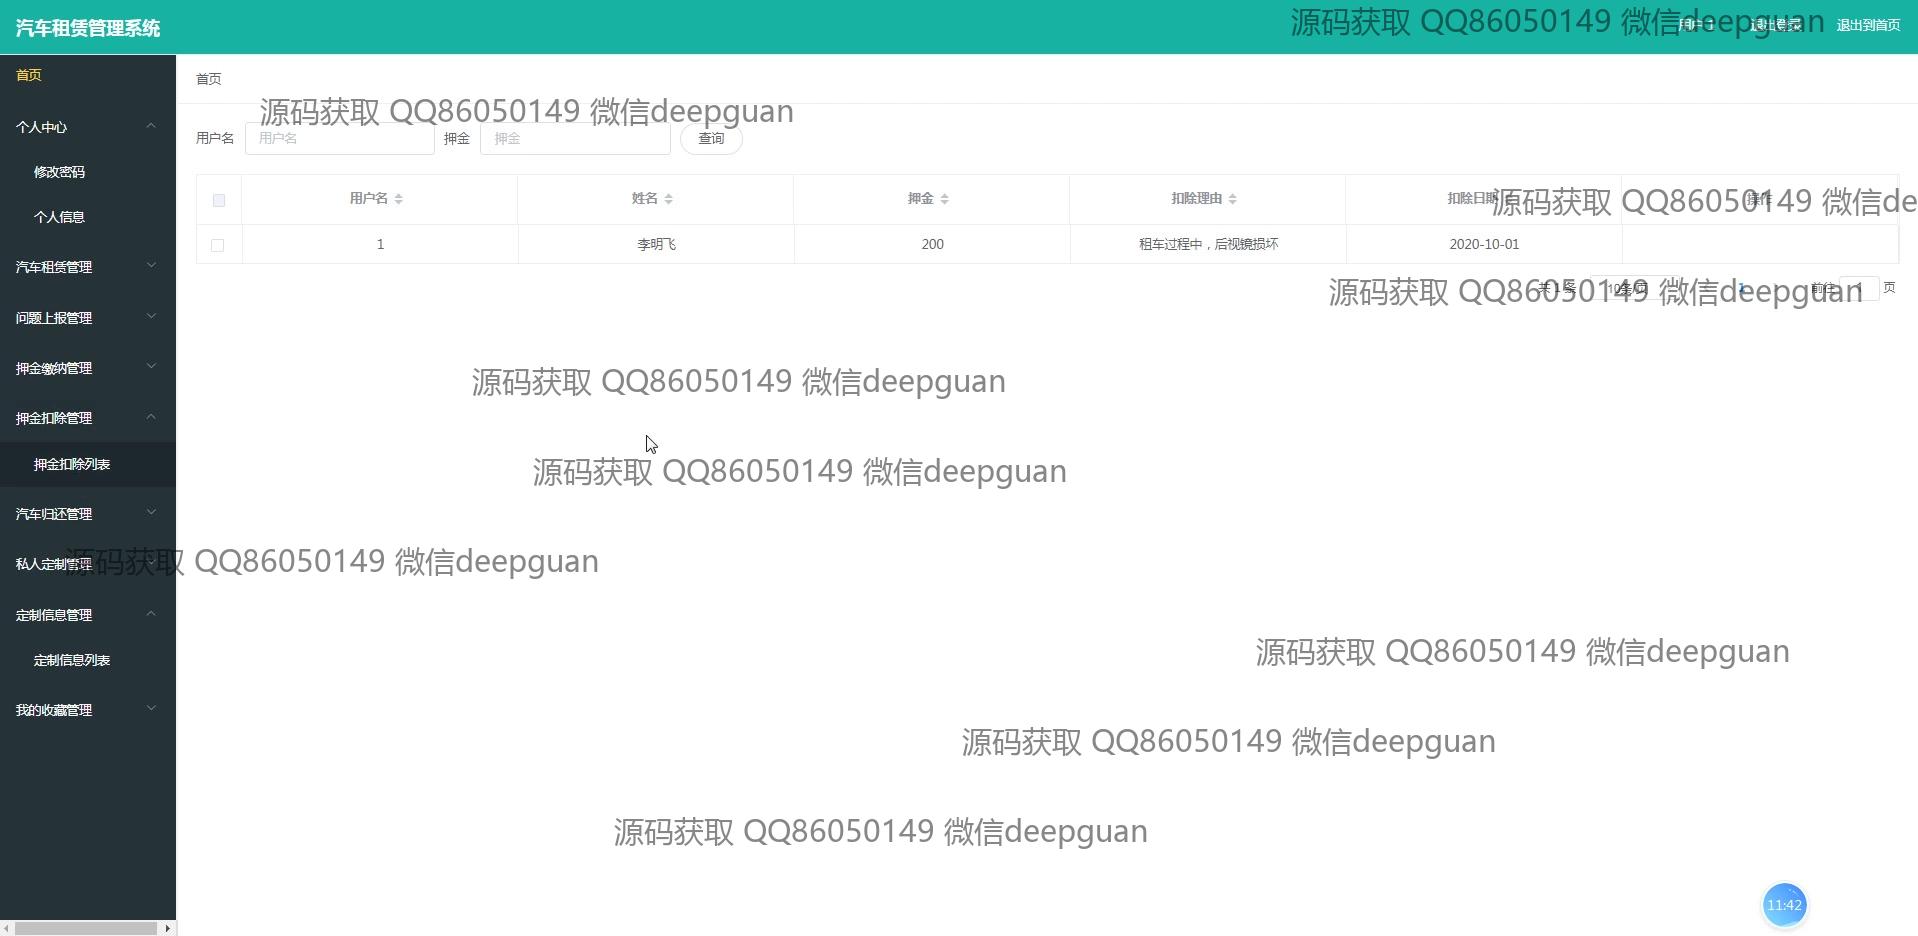 汽车租赁管理系统
源码获取 QQ86050149 微信deepguan
退出登录
退出到首页
首页
个人中心
修改密码
个人信息
汽车租赁管理
问题上报管理
押金缴纳管理
押金扣除管理
押金扣除列表
汽车归还管理
私人定制管理
定制信息管理
定制信息列表
我的收藏管理
首页
源码获取 QQ86050149 微信deepguan
用户名 用户名 押金 押金 查询
用户名 姓名 押金 扣除理由 扣除日期 操作
源码获取 QQ86050149 微信de
1 李明飞 200 租车过程中，后视镜损坏 2020-10-01
共 1 条 10条/页 1 前往 1 页
源码获取 QQ86050149 微信deepguan
源码获取 QQ86050149 微信deepguan
源码获取 QQ86050149 微信deepguan
源码获取 QQ86050149 微信deepguan
源码获取 QQ86050149 微信deepguan
源码获取 QQ86050149 微信deepguan
源码获取 QQ86050149 微信deepguan
11:42